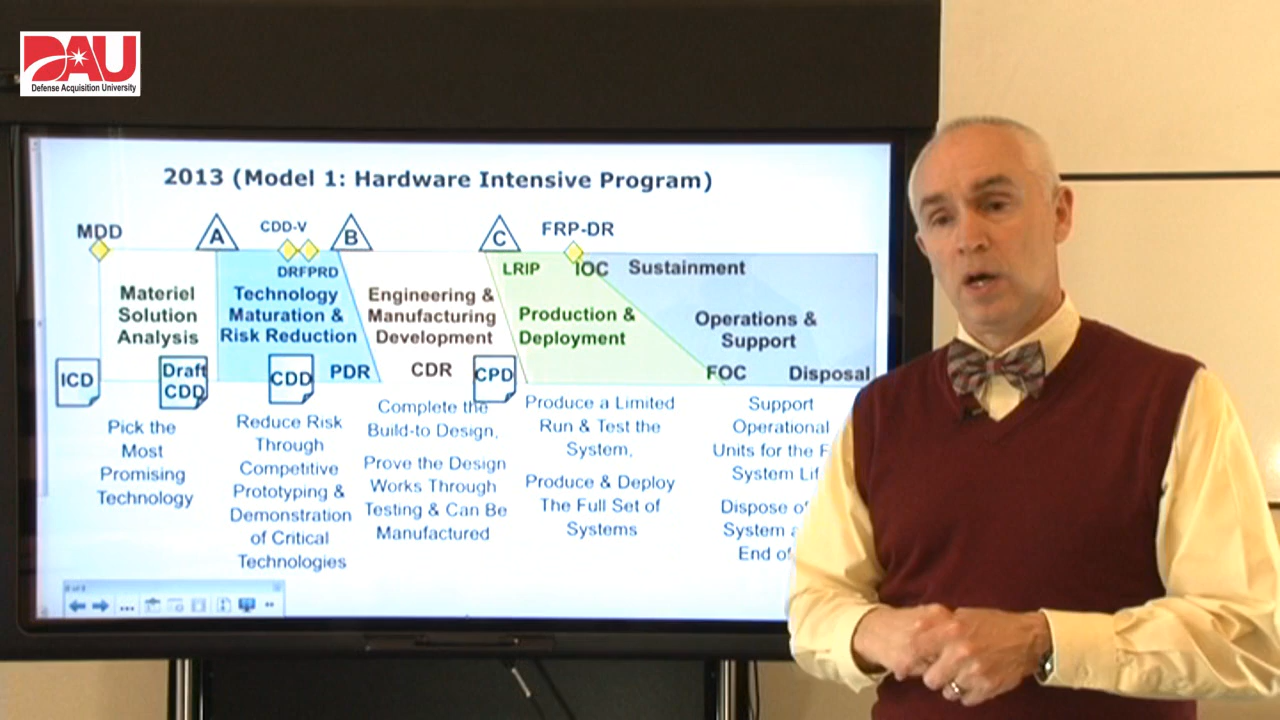 DAU
Defense Acquisition University
2013 (Model 1: Hardware Intensive Program)
MDD
A
CDD-V
B
C
FRP-DR
DRFPRD
LRIP
IOC
Sustainment
Materiel
Solution
Analysis
Technology
Maturation &
Risk Reduction
Engineering &
Manufacturing
Development
Production &
Deployment
Operations &
Support
ICD
Draft
CDD
CDD
PDR
CDR
CPD
FOC
Disposal
Pick the
Most
Promising
Technology
Reduce Risk
Through
Competitive
Prototyping &
Demonstration
of Critical
Technologies
Complete the
Build-to Design,
Prove the Design
Works Through
Testing & Can Be
Manufactured
Produce a Limited
Run & Test the
System,
Produce & Deploy
The Full Set of
Systems
Support
Operational
Units for the
System
Dispose
System
End of